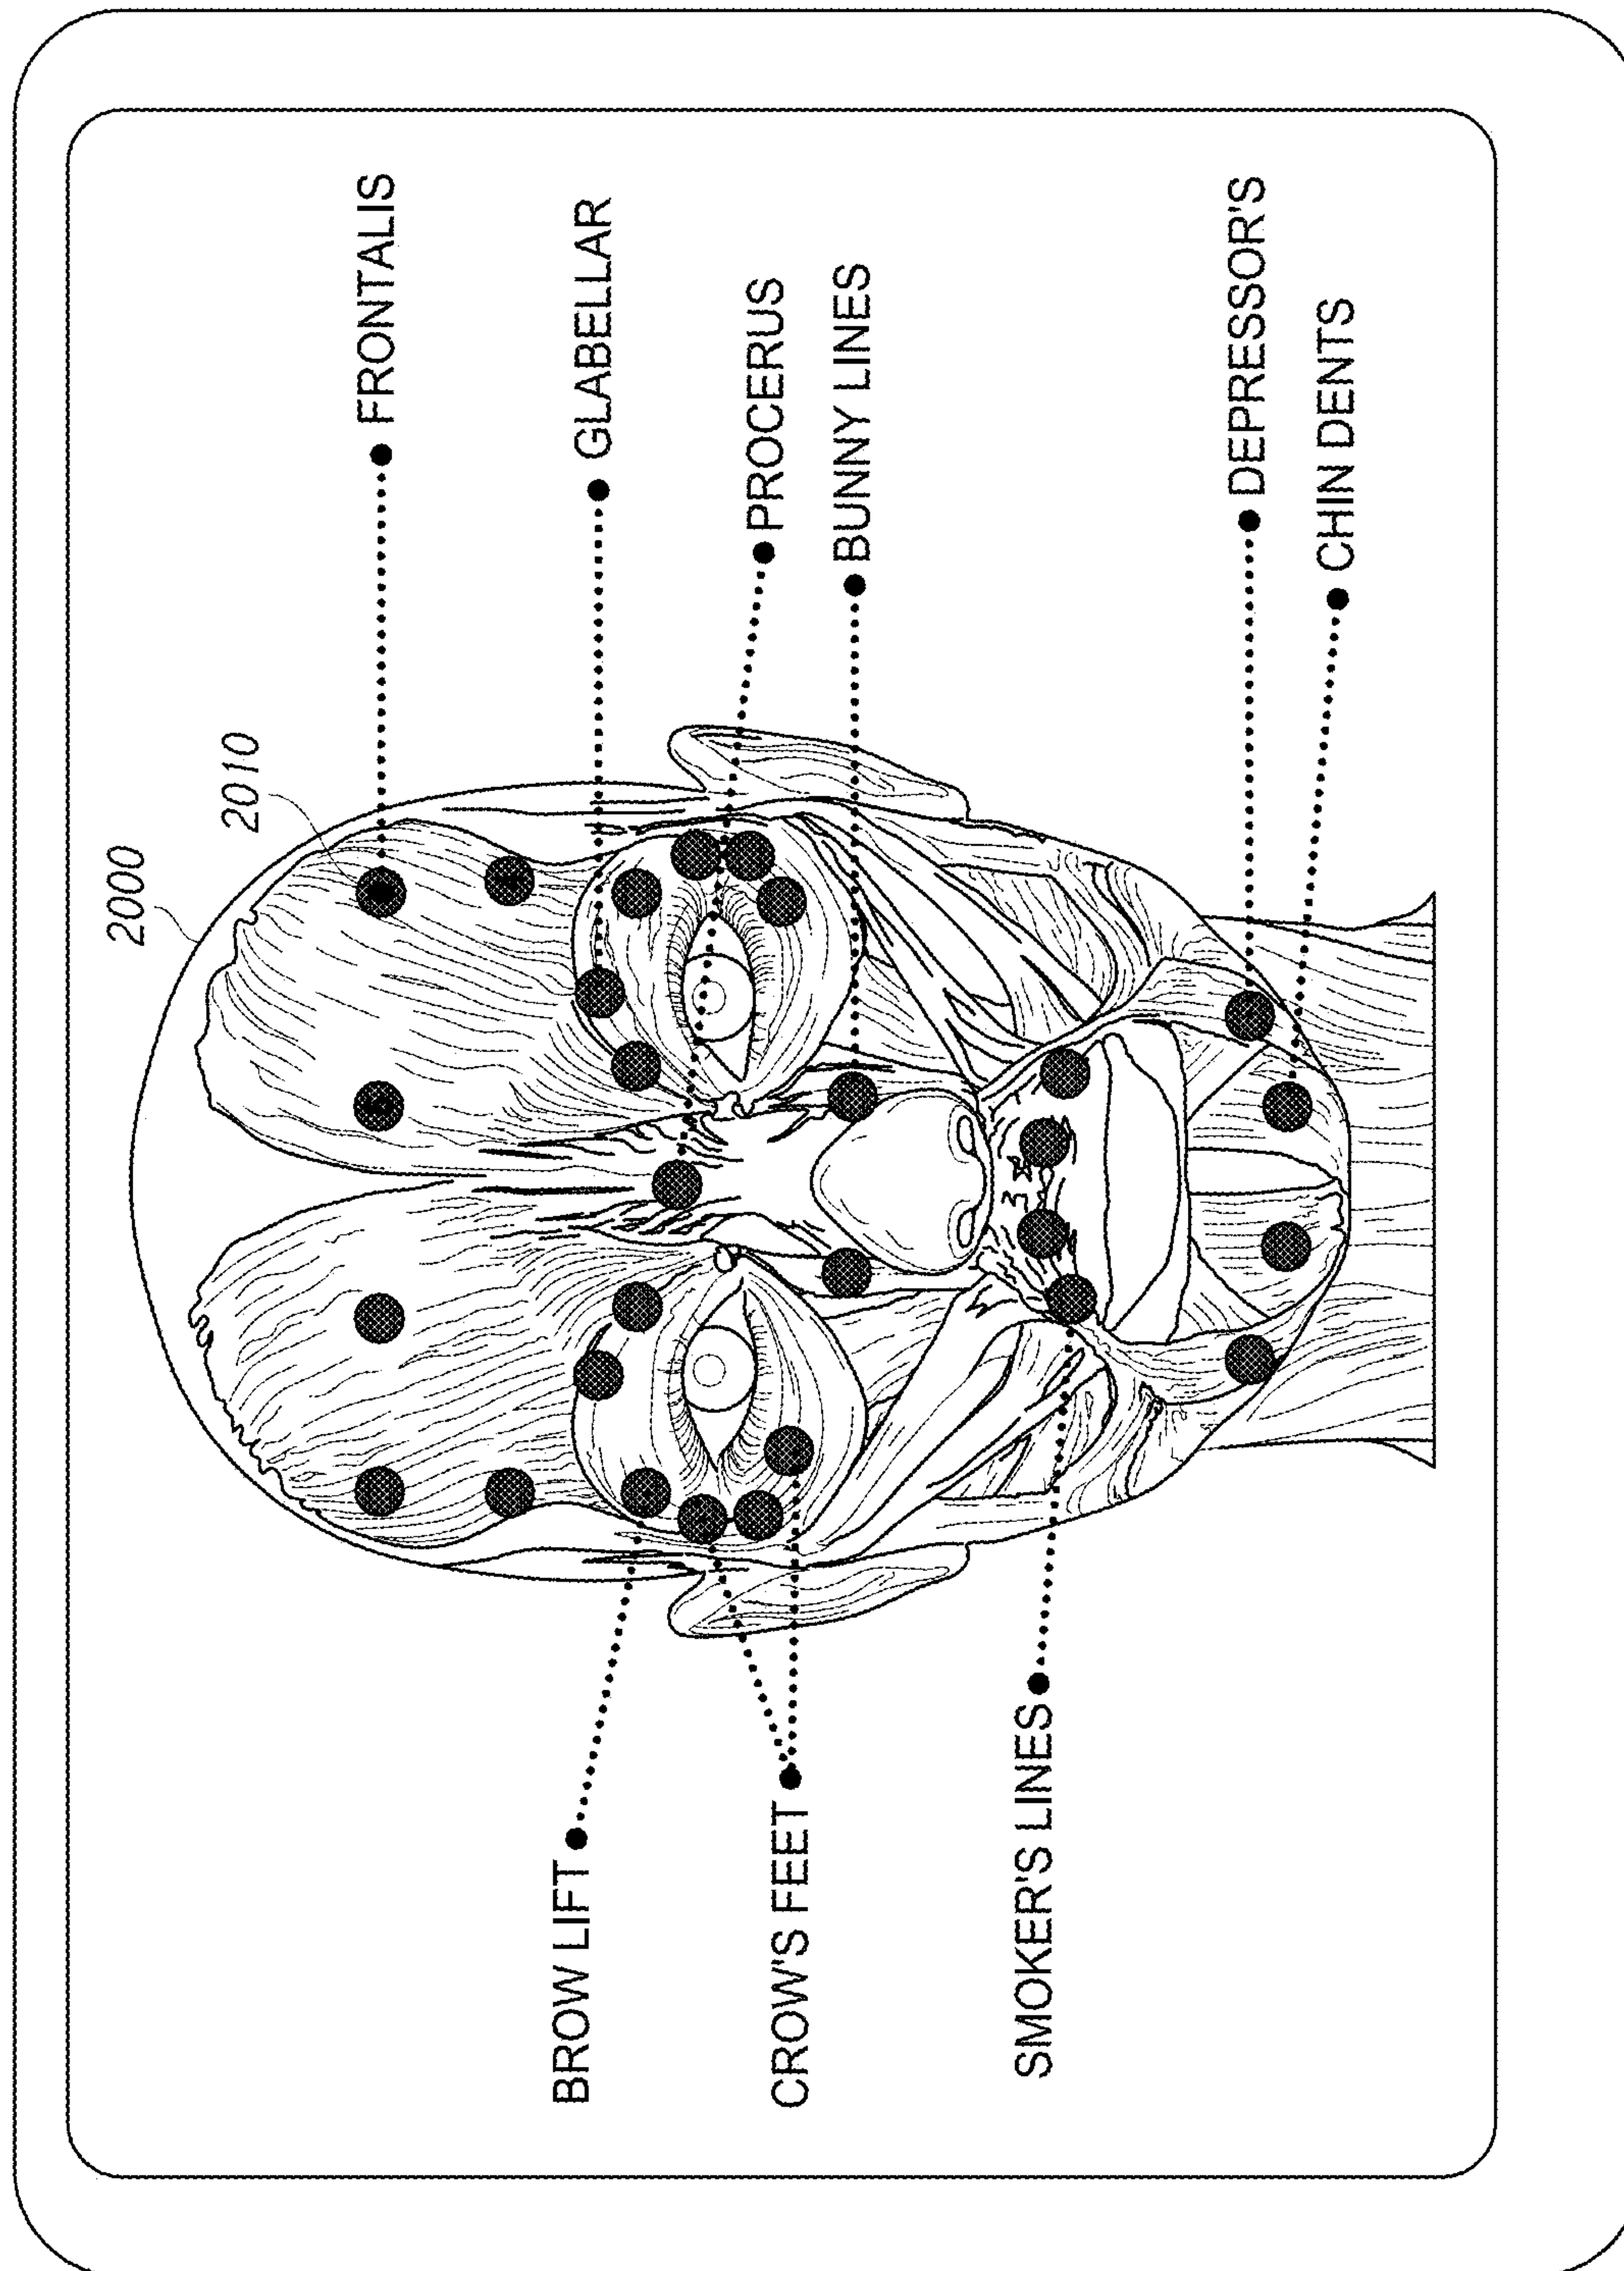 2000
2010
FRONTALIS
GLABELLAR
PROCERUS
BUNNY LINES
DEPRESSOR'S
CHIN DENTS
BROW LIFT
CROW'S FEET
SMOKER'S LINES